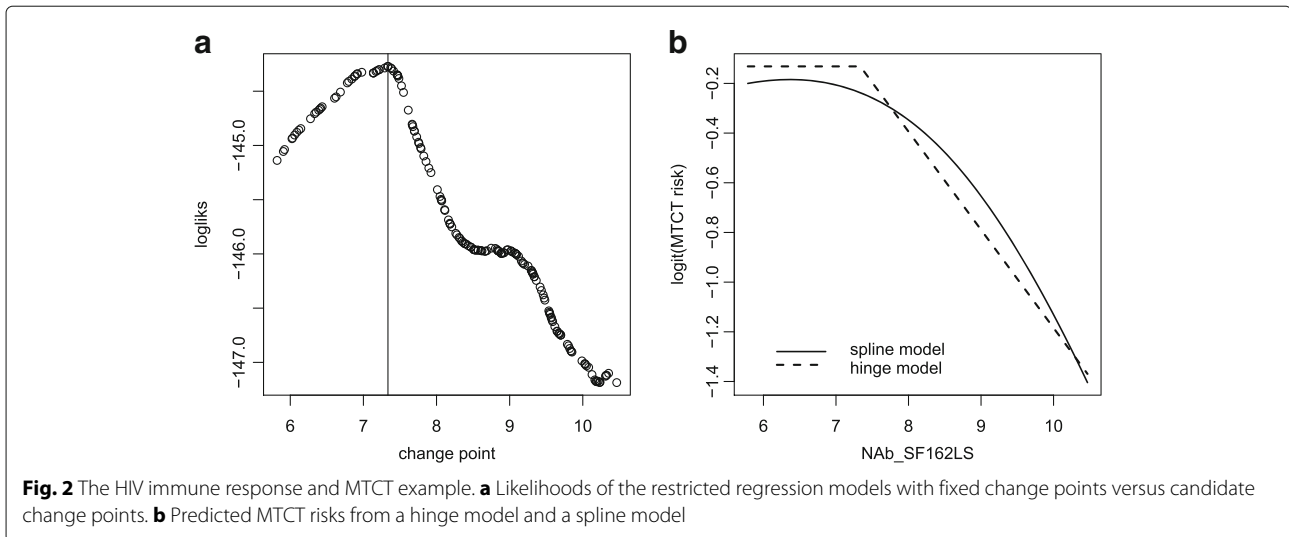 a
b
logliks
-145.0
-146.0
-147.0
6 7 8 9 10
change point
logit(MTCT risk)
-0.2
-0.4
-0.6
-0.8
-1.0
-1.2
-1.4
spline model
hinge model
6 7 8 9 10
NAb_SF162LS
Fig. 2 The HIV immune response and MTCT example. a Likelihoods of the restricted regression models with fixed change points versus candidate
change points. b Predicted MTCT risks from a hinge model and a spline model